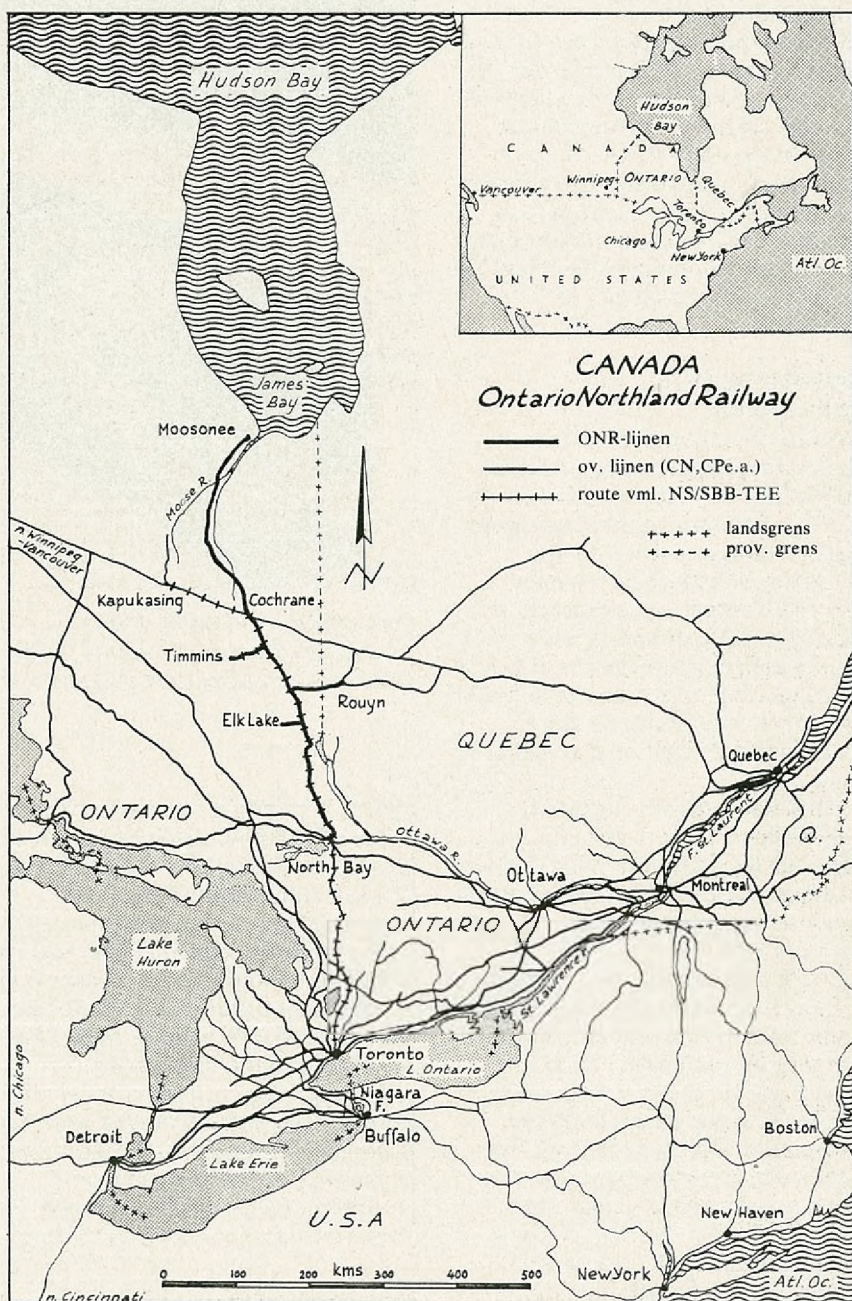 Hudson Bay
Hudson
Bay
C A N A D A
Winnipeg
ONTARIO
Quebec
Vancouver
Toronto
Chicago
New York
UNITED STATES
Atl. Oc.
CANADA
Ontario Northland Railway
ONR-lijnen
ov. lijnen (CN,CPe.a.)
route vml. NS/SBB-TEE
landsgrens
prov. grens
James
Bay
Moosonee
Moose R.
n. Winnipeg
-Vancouver
Kapukasing
Cochrane
Timmins
Rouyn
Elk Lake
QUEBEC
Quebec
ONTARIO
Ottawa R.
F. St. Laurent
Q.
North-Bay
Ottawa
Montreal
ONTARIO
Lake
Huron
St. Lawrence r.
Toronto
L. Ontario
n. Chicago
Niagara
F.
Detroit
Buffalo
Boston
Lake Erie
U.S.A
New Haven
0 100 kms 200 300 400 500
New York
Atl. Oc.
n. Cincinnati